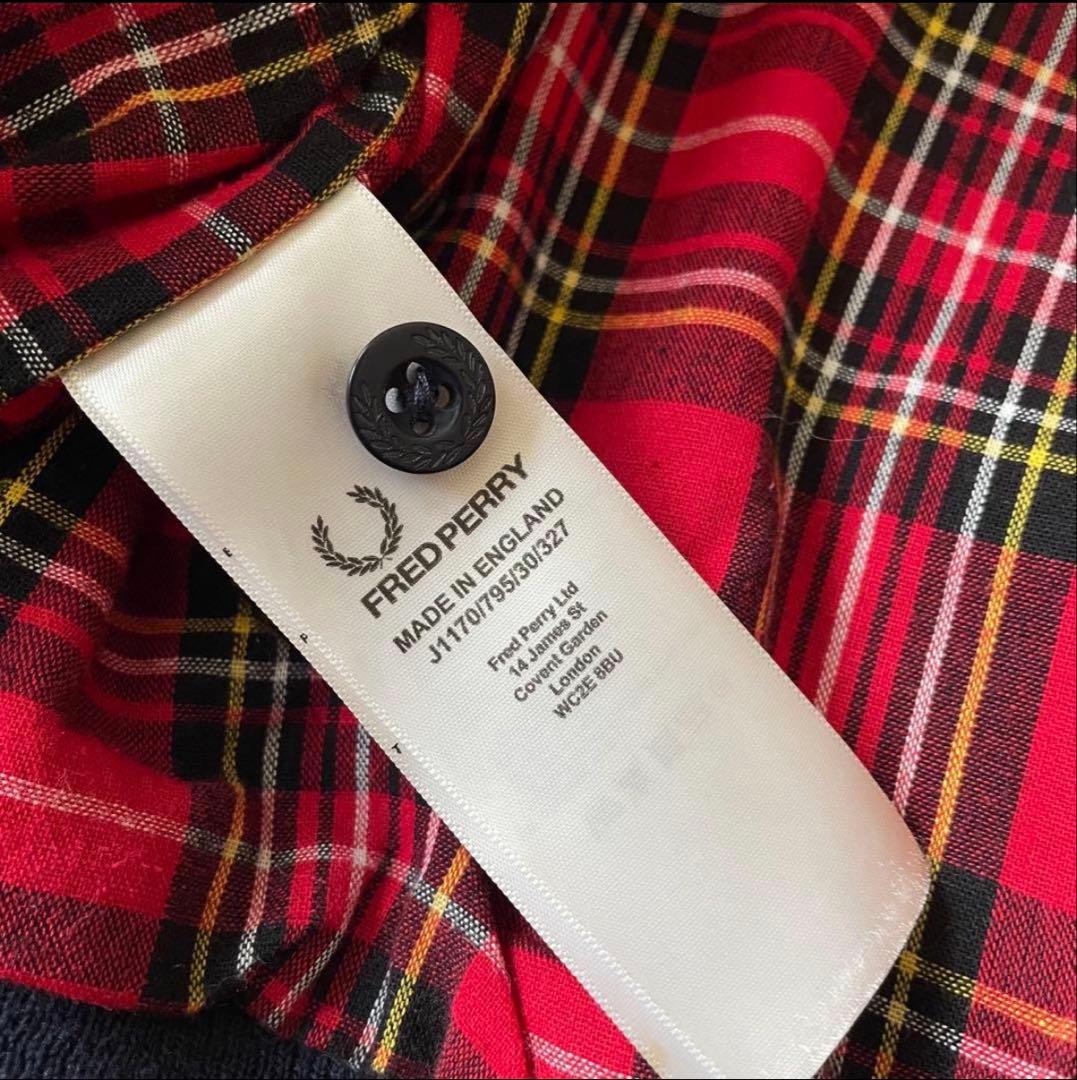 FRED PERRY
MADE IN ENGLAND
J1170/795/30/327
Fred Perry Ltd
14 James St
Covent Garden
London
WC2E 8BU
E
P
T